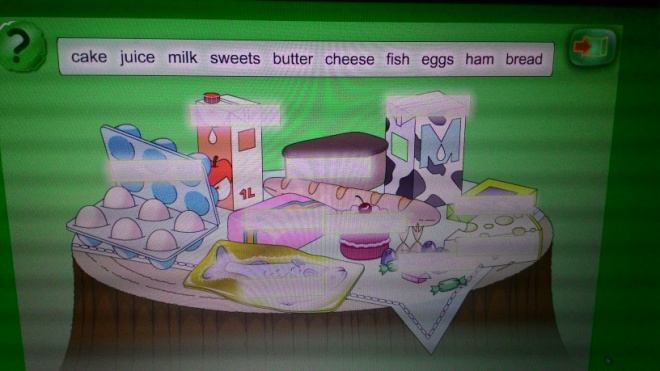 ?
cake juice milk sweets butter cheese fish eggs ham bread
M
1L